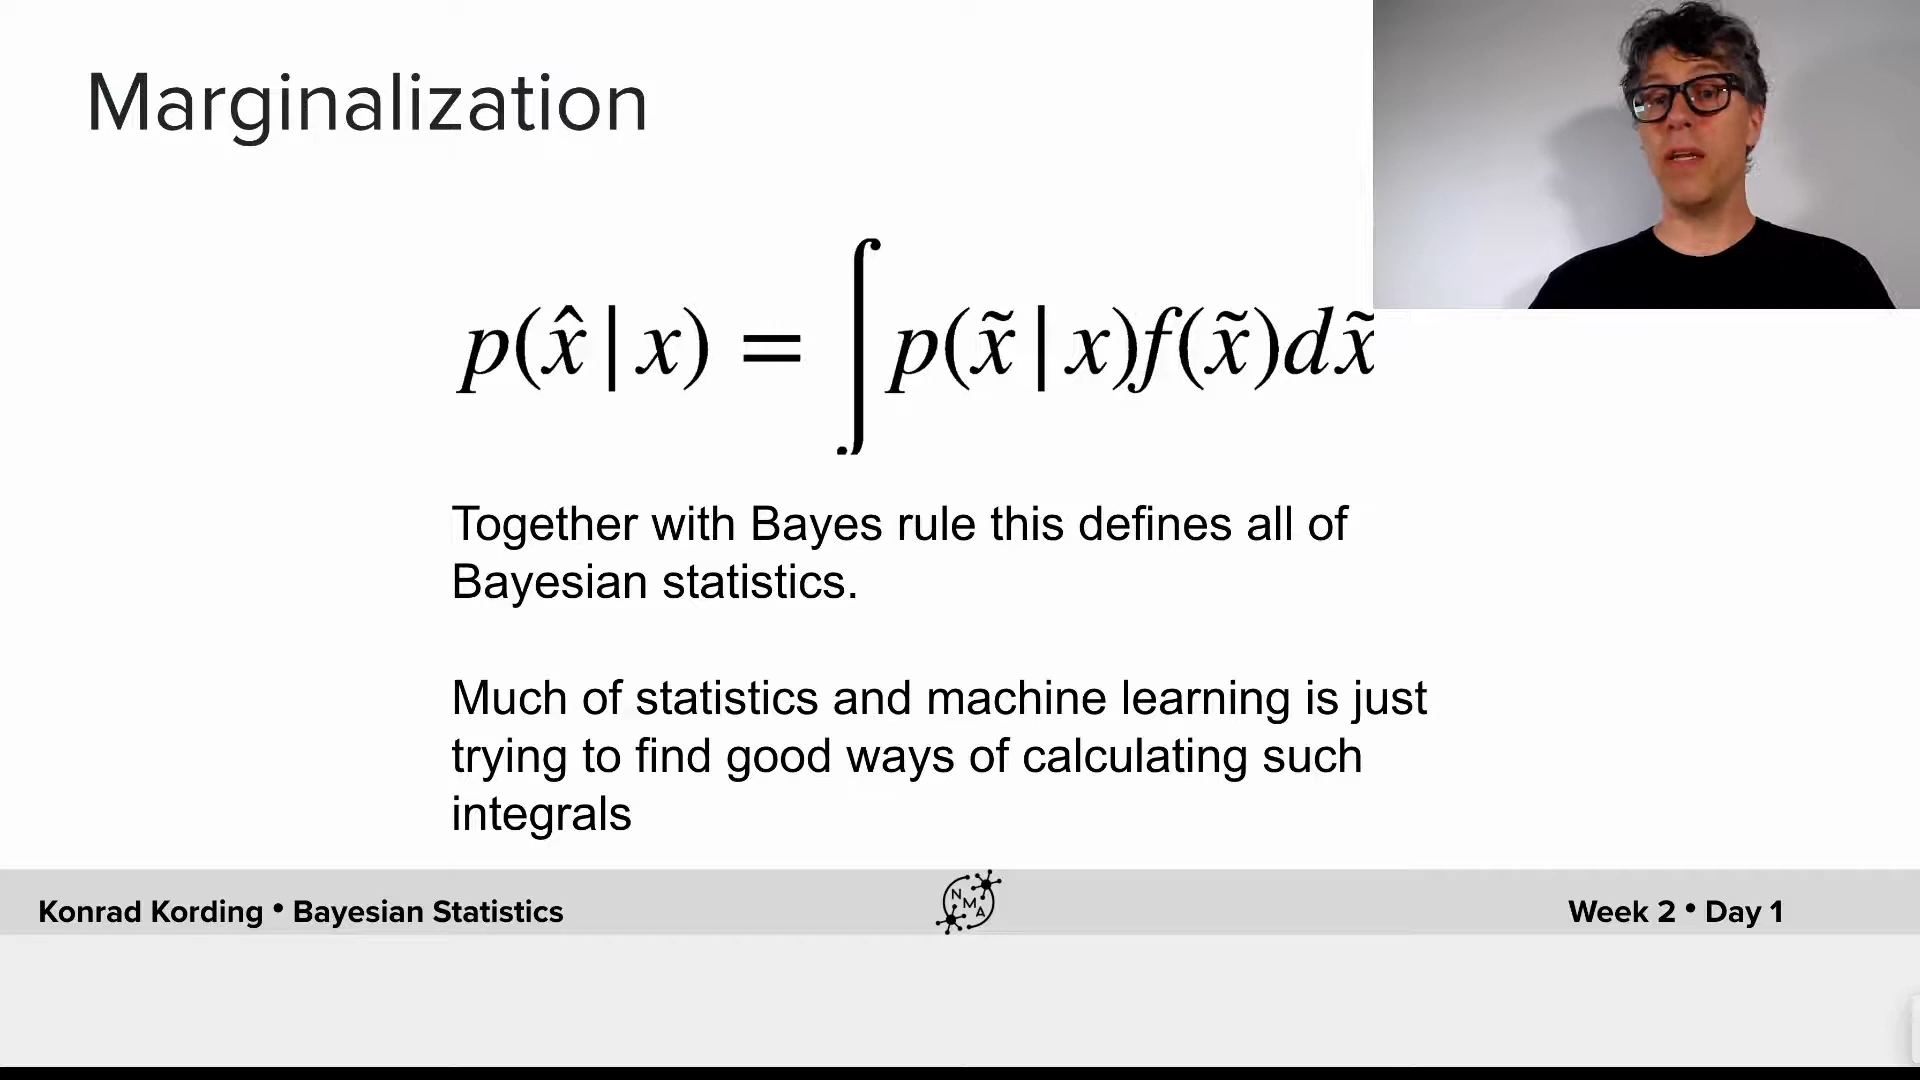 Marginalization
p(x̂ | x) = ∫ p(x̃ | x)f(x̃)dx̃
Together with Bayes rule this defines all of
Bayesian statistics.
Much of statistics and machine learning is just
trying to find good ways of calculating such
integrals
Konrad Kording • Bayesian Statistics
N
M
A
Week 2 • Day 1